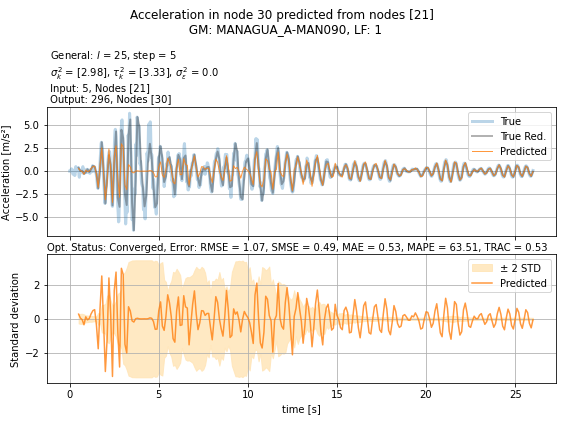 Acceleration in node 30 predicted from nodes [21]
GM: MANAGUA_A-MAN090, LF: 1
General: l = 25, step = 5
σ²ₖ = [2.98], τ²ₖ = [3.33], σ²ε = 0.0
Input: 5, Nodes [21]
Output: 296, Nodes [30]
Acceleration [m/s²]
5.0
2.5
0.0
−2.5
−5.0
True
True Red.
Predicted
Opt. Status: Converged, Error: RMSE = 1.07, SMSE = 0.49, MAE = 0.53, MAPE = 63.51, TRAC = 0.53
Standard deviation
2
0
−2
± 2 STD
Predicted
0 5 10 15 20 25
time [s]